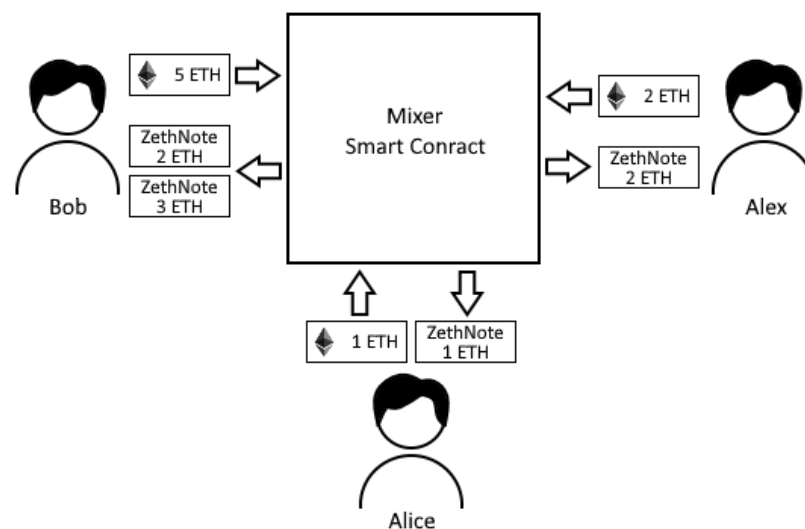 5 ETH
ZethNote
2 ETH
ZethNote
3 ETH
Bob
Mixer
Smart Conract
2 ETH
ZethNote
2 ETH
Alex
1 ETH
ZethNote
1 ETH
Alice